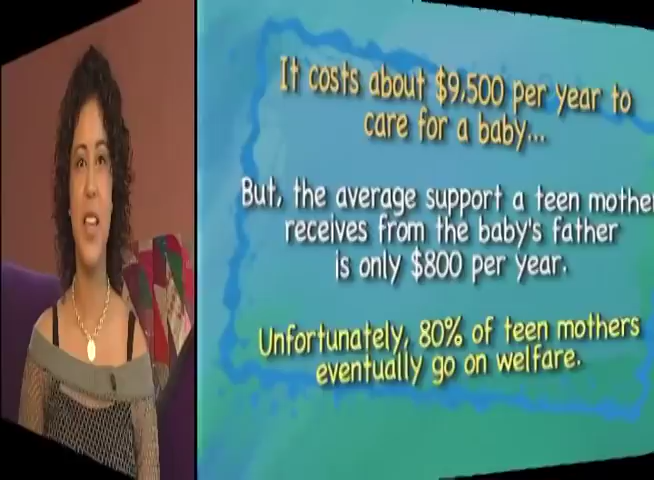 It costs about $9,500 per year to
care for a baby...
But, the average support a teen mother
receives from the baby's father
is only $800 per year.
Unfortunately, 80% of teen mothers
eventually go on welfare.